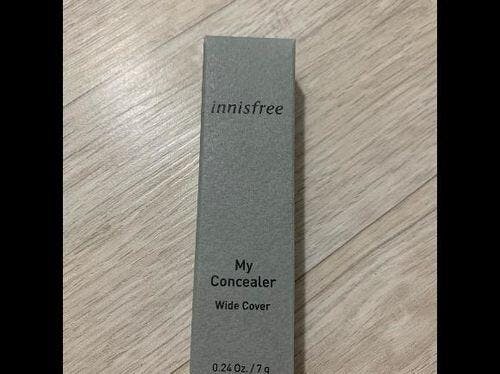 innisfree
My
Concealer
Wide Cover
0.24 Oz. / 7 g